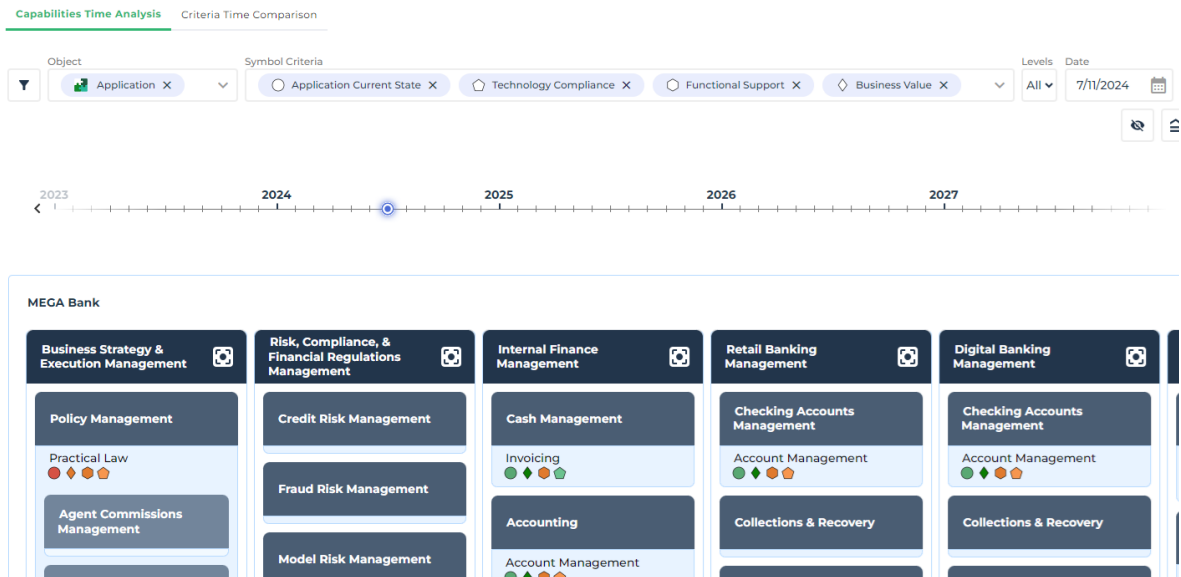 Capabilities Time Analysis Criteria Time Comparison
Object Symbol Criteria Levels Date
Application Application Current State Technology Compliance Functional Support Business Value All 7/11/2024
2023 2024 2025 2026 2027
MEGA Bank
Business Strategy &
Execution Management
Risk, Compliance, &
Financial Regulations
Management
Internal Finance
Management
Retail Banking
Management
Digital Banking
Management
Policy Management
Practical Law
Agent Commissions
Management
Credit Risk Management
Fraud Risk Management
Model Risk Management
Cash Management
Invoicing
Accounting
Account Management
Checking Accounts
Management
Account Management
Collections & Recovery
Checking Accounts
Management
Account Management
Collections & Recovery